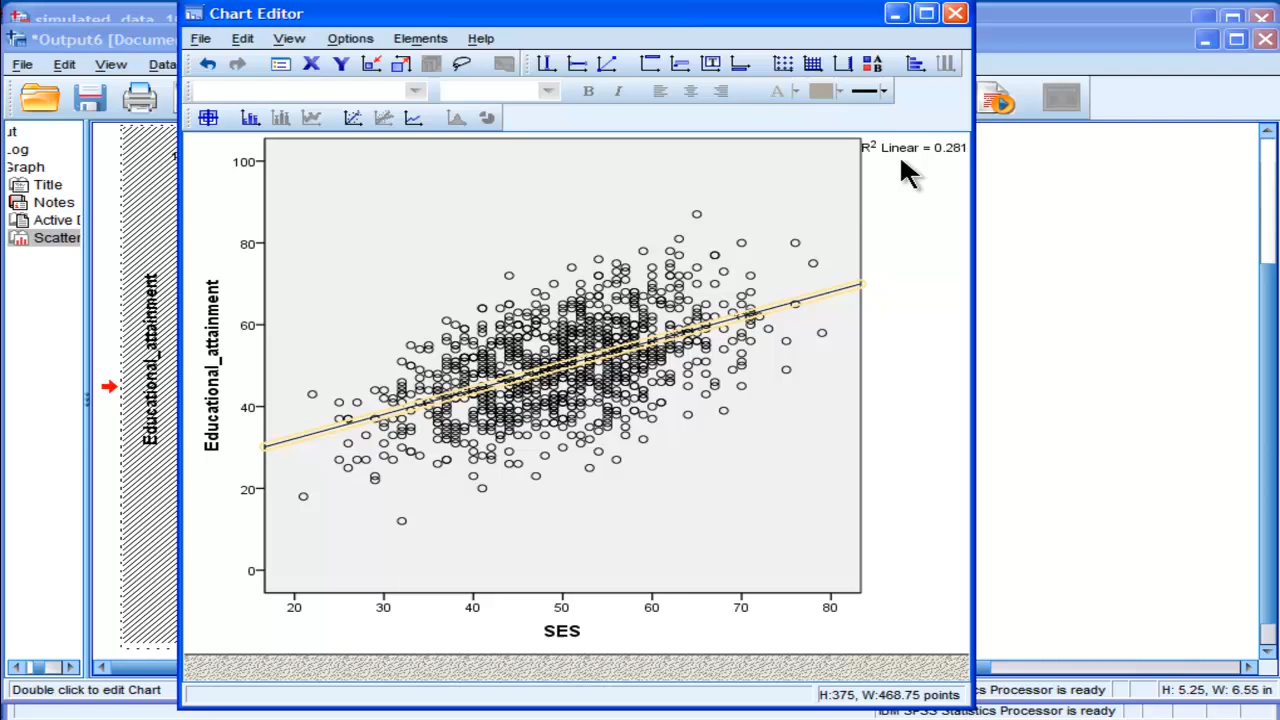 simulated_data_10
Chart Editor
*Output6 [Docume
File Edit View Options Elements Help
File Edit View Data
B I A
R2 Linear = 0.281
ut
Log
Graph
Title
Notes
Active D
Scatter
Educational_attainment
Educational_attainment
100
80
60
40
20
0
20 30 40 50 60 70 80
SES
Double click to edit Chart
H:375, W:468.75 points
cs Processor is ready
H: 5.25, W: 6.55 in
IBM SPSS Statistics Processor is ready